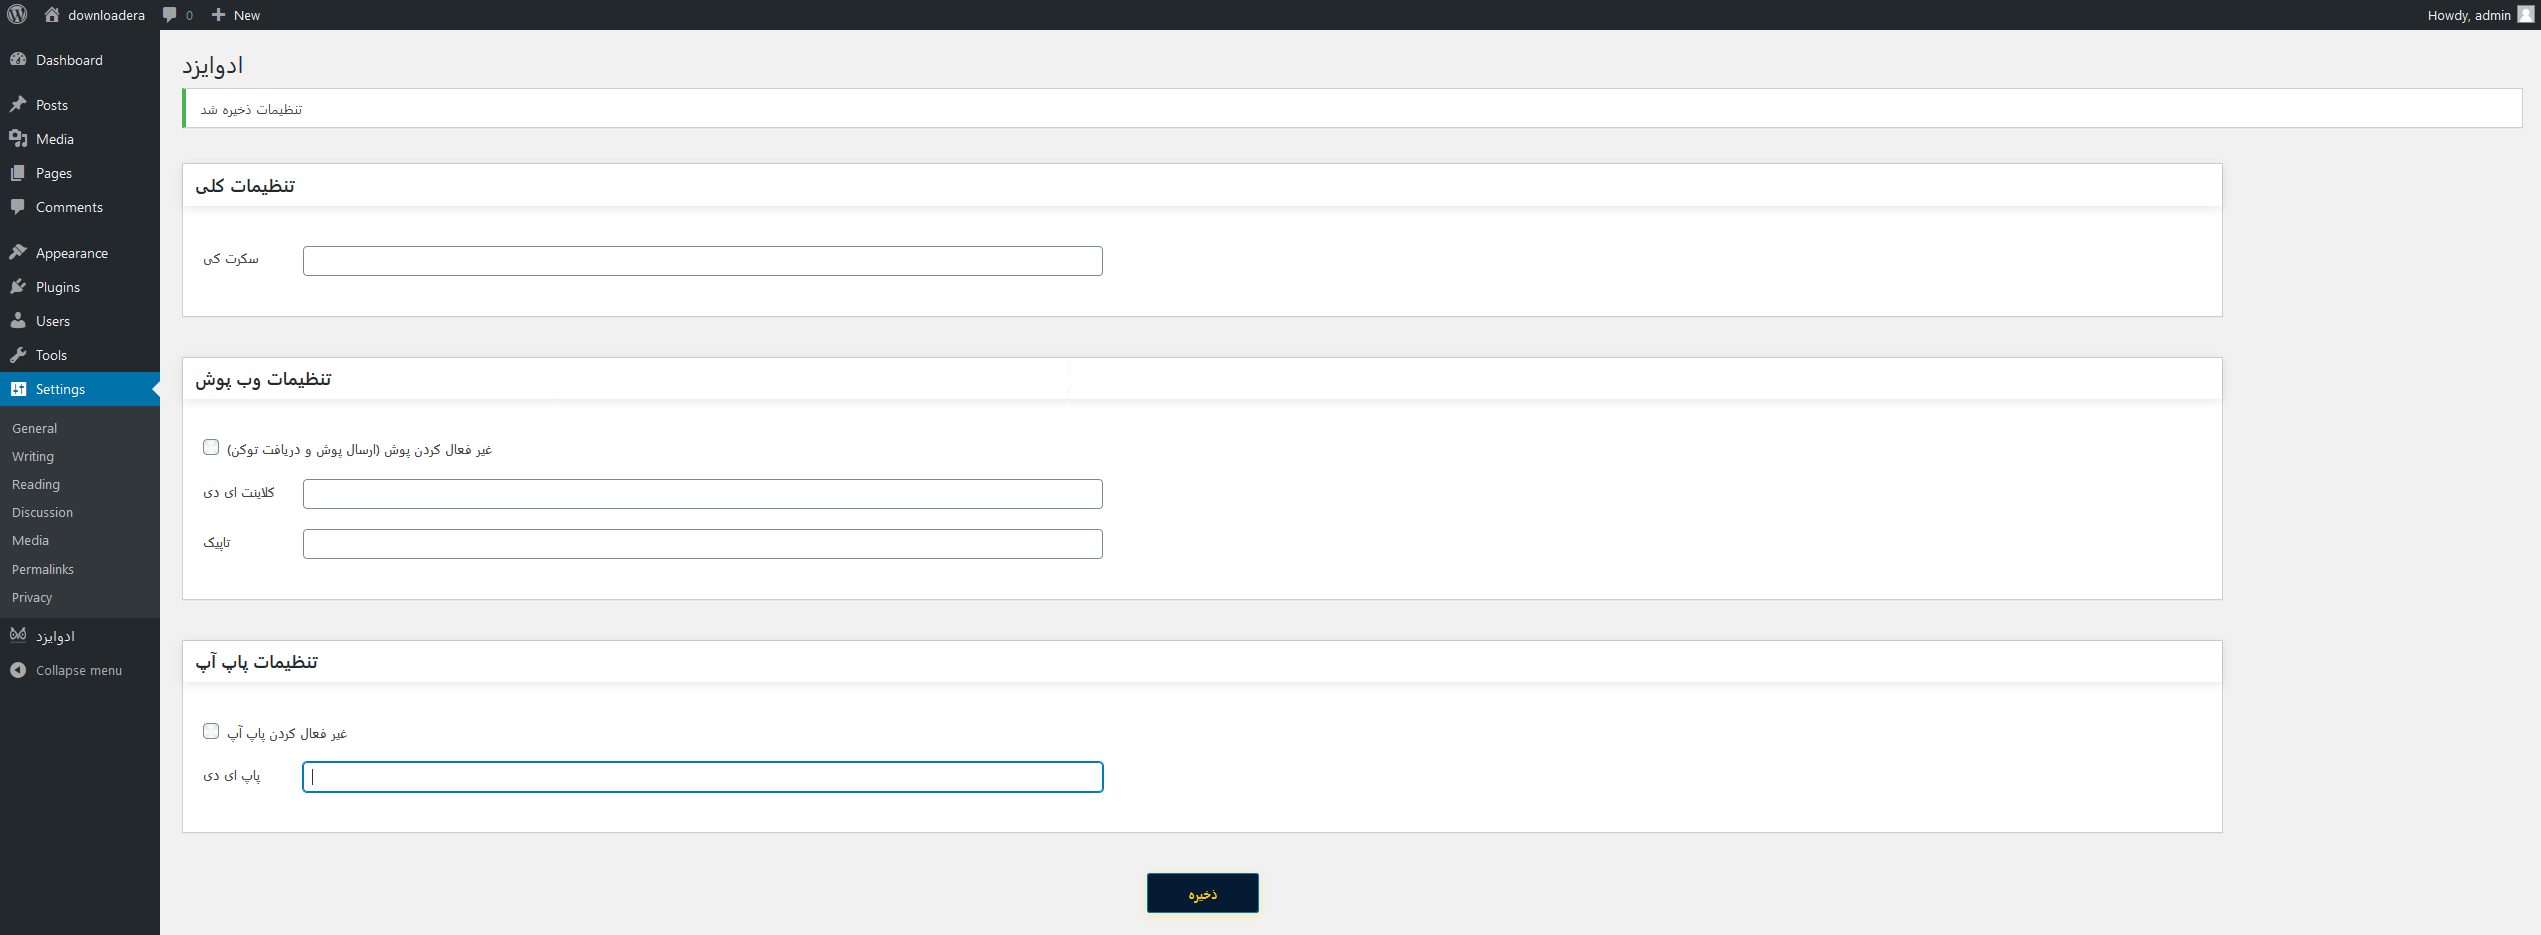 downloadera 0 New Howdy, admin
Dashboard
Posts
Media
Pages
Comments
Appearance
Plugins
Users
Tools
Settings
General
Writing
Reading
Discussion
Media
Permalinks
Privacy
ادوایزد
Collapse menu
ادوایزد
تنظیمات ذخیره شد
تنظیمات کلی
سکرت کی
تنظیمات وب پوش
غیر فعال کردن پوش (ارسال پوش و دریافت توکن)
کلاینت ای دی
تاپیک
تنظیمات پاپ آپ
غیر فعال کردن پاپ آپ
پاپ ای دی
ذخیره